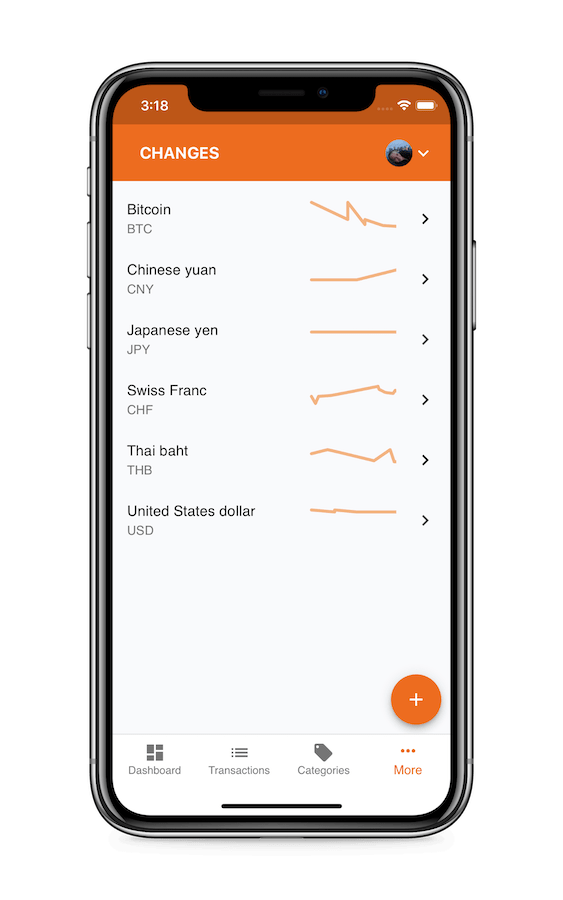 3:18
CHANGES
Bitcoin
BTC
Chinese yuan
CNY
Japanese yen
JPY
Swiss Franc
CHF
Thai baht
THB
United States dollar
USD
+
Dashboard Transactions Categories More